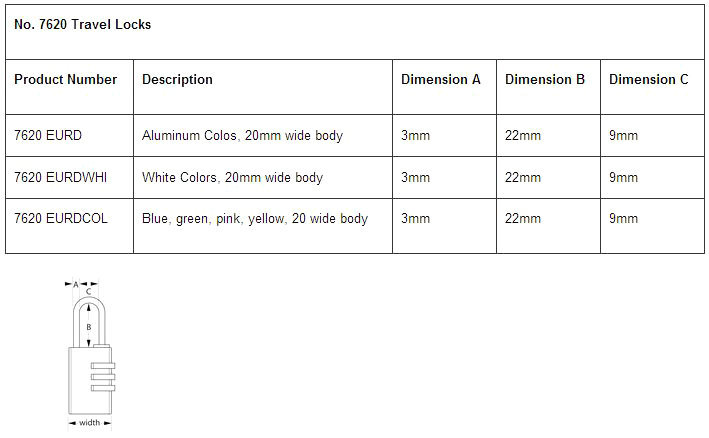 No. 7620 Travel Locks
Product Number Description Dimension A Dimension B Dimension C
7620 EURD Aluminum Colos, 20mm wide body 3mm 22mm 9mm
7620 EURDWHI White Colors, 20mm wide body 3mm 22mm 9mm
7620 EURDCOL Blue, green, pink, yellow, 20 wide body 3mm 22mm 9mm
A
C
B
width